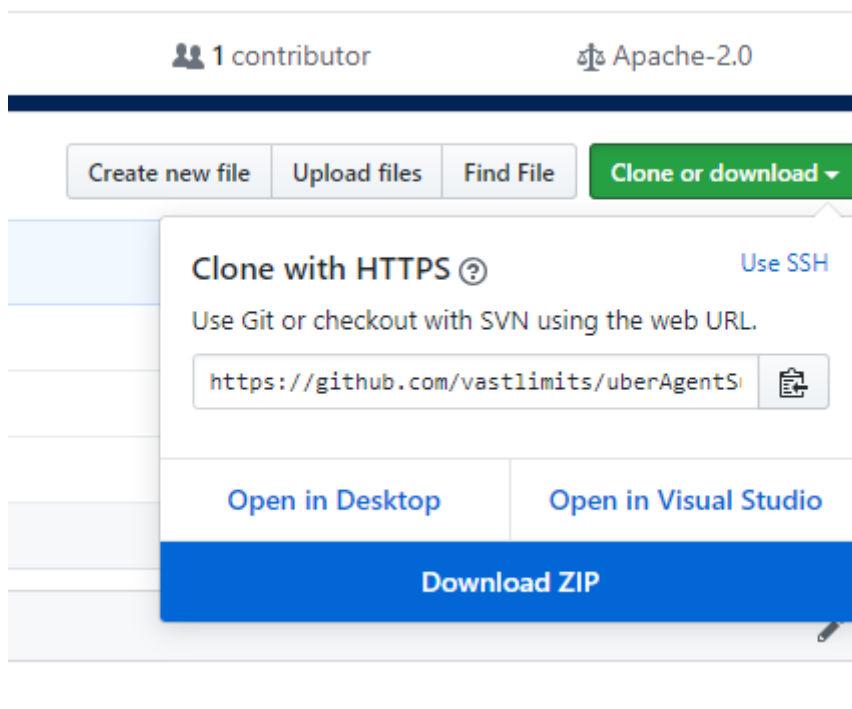 1 contributor Apache-2.0
Create new file Upload files Find File Clone or download
Clone with HTTPS Use SSH
Use Git or checkout with SVN using the web URL.
https://github.com/vastlimits/uberAgentS
Open in Desktop Open in Visual Studio
Download ZIP